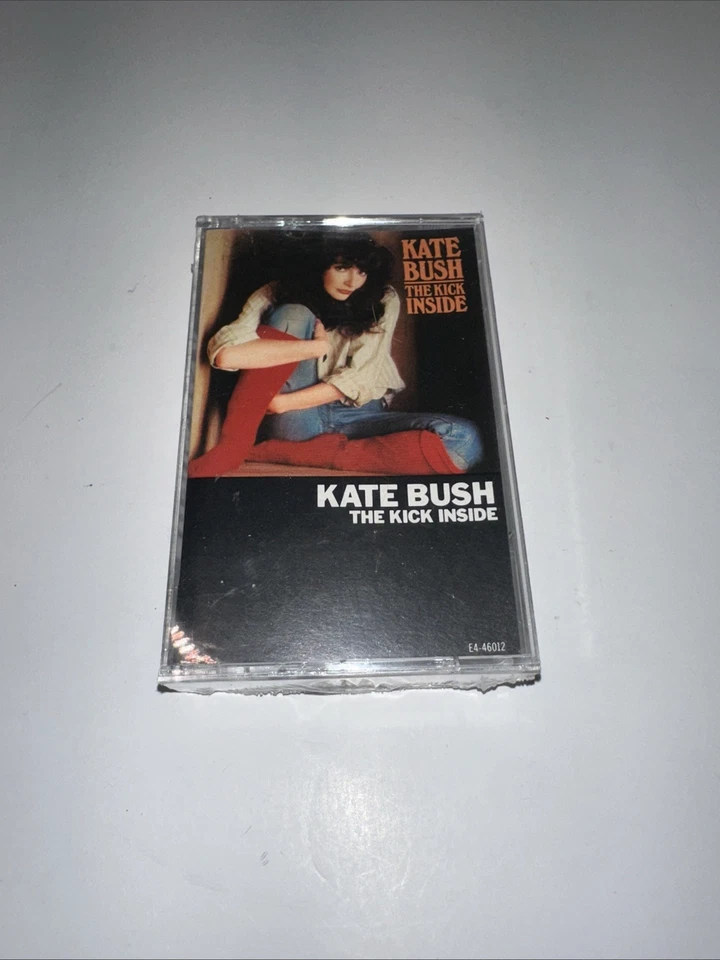 KATE
BUSH
THE KICK
INSIDE
KATE BUSH
THE KICK INSIDE
E4-46012